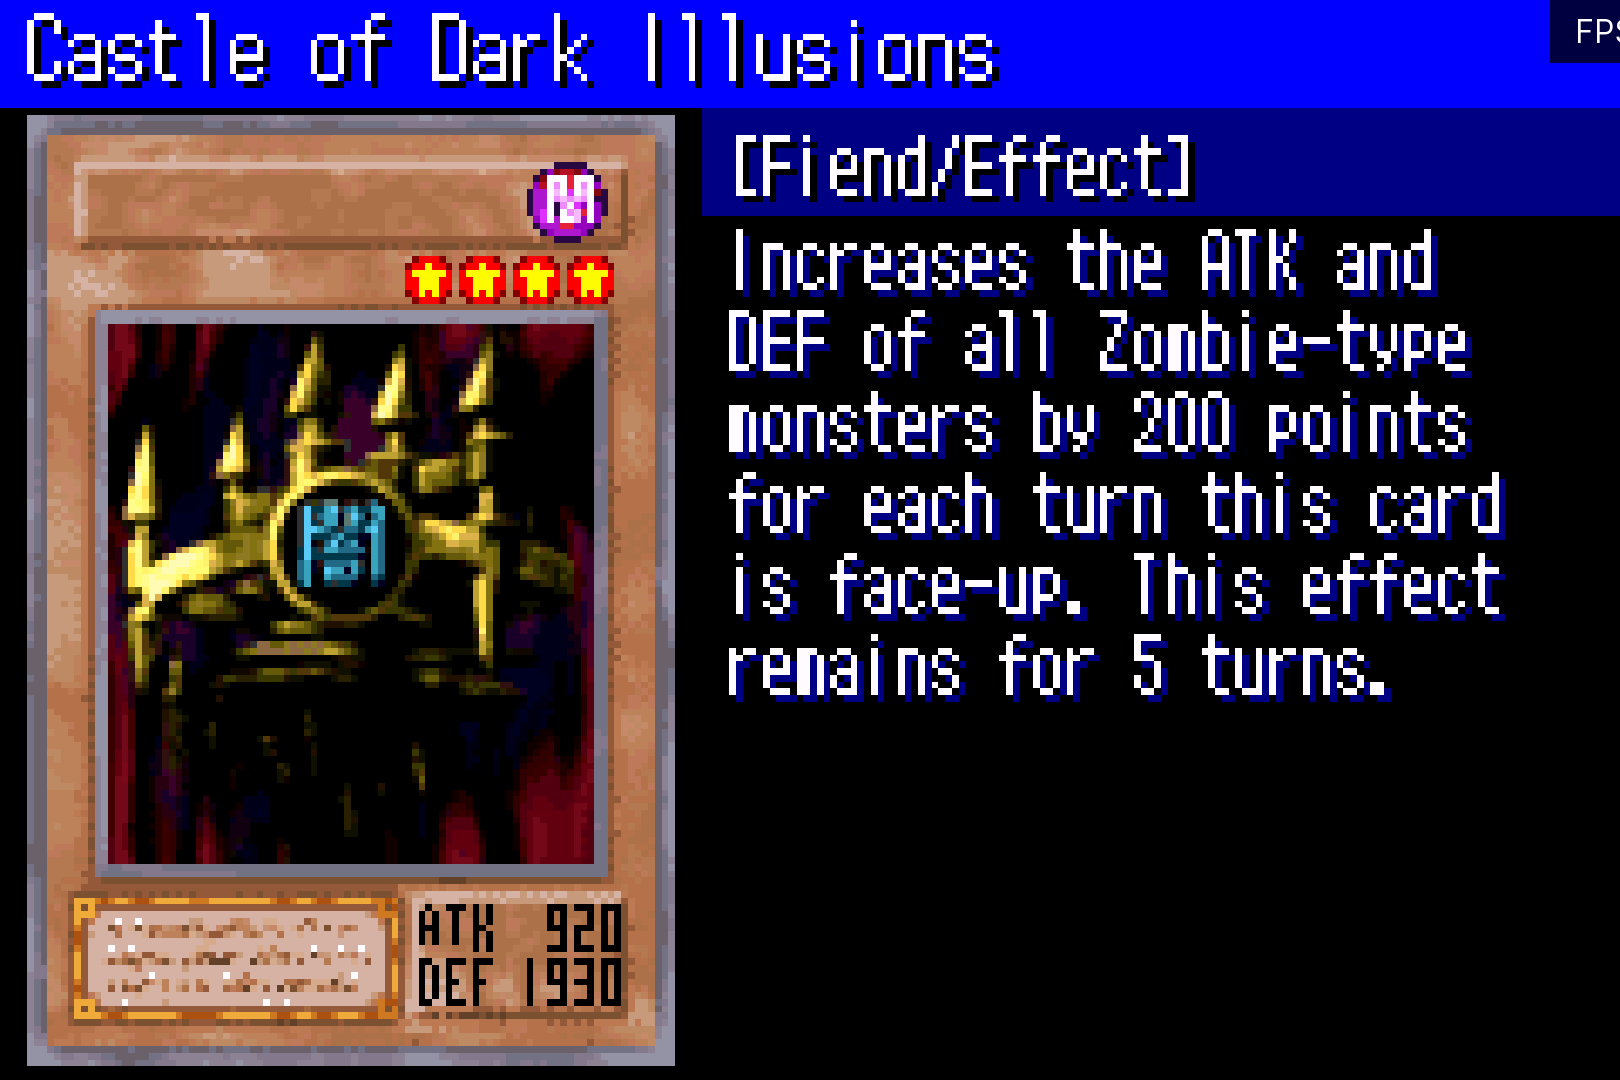 Castle of Dark Illusions
FPS
[Fiend/Effect]
Increases the ATK and
DEF of all Zombie-type
monsters by 200 points
for each turn this card
is face-up. This effect
remains for 5 turns.
ATK 920
DEF 1930